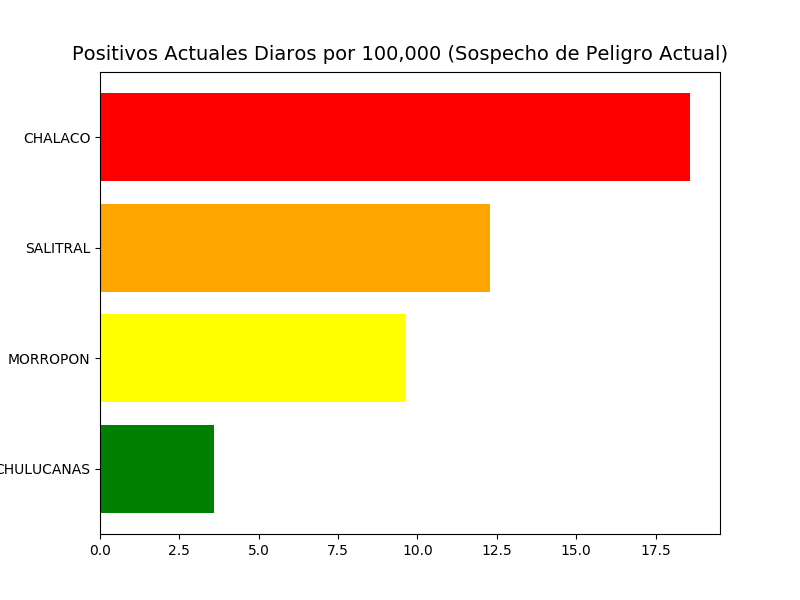 Positivos Actuales Diaros por 100,000 (Sospecho de Peligro Actual)
CHALACO
SALITRAL
MORROPON
CHULUCANAS
0.0 2.5 5.0 7.5 10.0 12.5 15.0 17.5